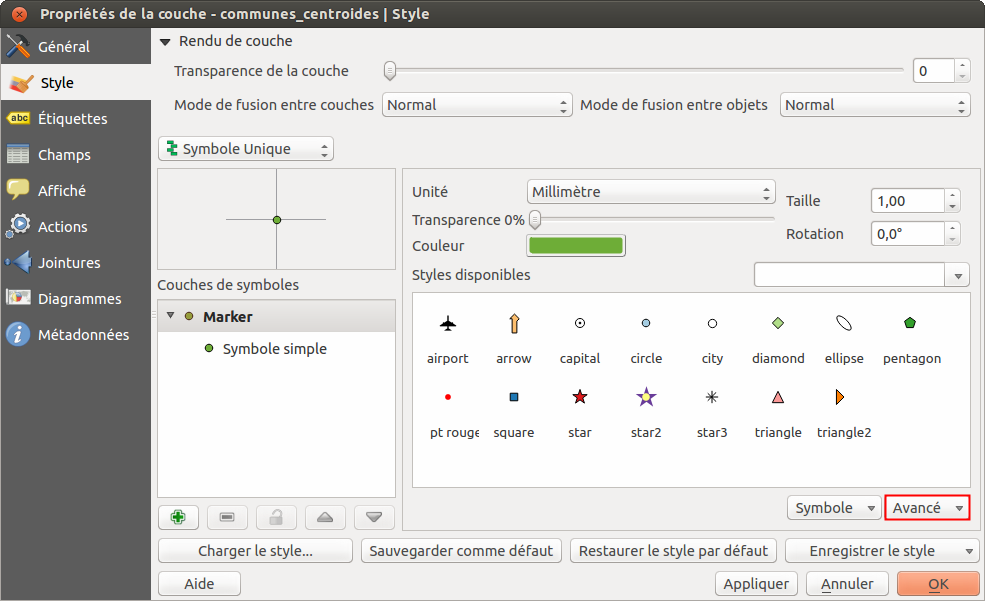 Propriétés de la couche - communes_centroides | Style
Général
Style
abc Étiquettes
Champs
Affiché
Actions
Jointures
Diagrammes
Métadonnées
Rendu de couche
Transparence de la couche 0
Mode de fusion entre couches Normal Mode de fusion entre objets Normal
Symbole Unique
Couches de symboles
Marker
Symbole simple
Unité Millimètre
Transparence 0%
Couleur
Taille 1,00
Rotation 0,0°
Styles disponibles
airport arrow capital circle city diamond ellipse pentagon
pt rouge square star star2 star3 triangle triangle2
Symbole Avancé
Charger le style... Sauvegarder comme défaut Restaurer le style par défaut Enregistrer le style
Aide Appliquer Annuler OK